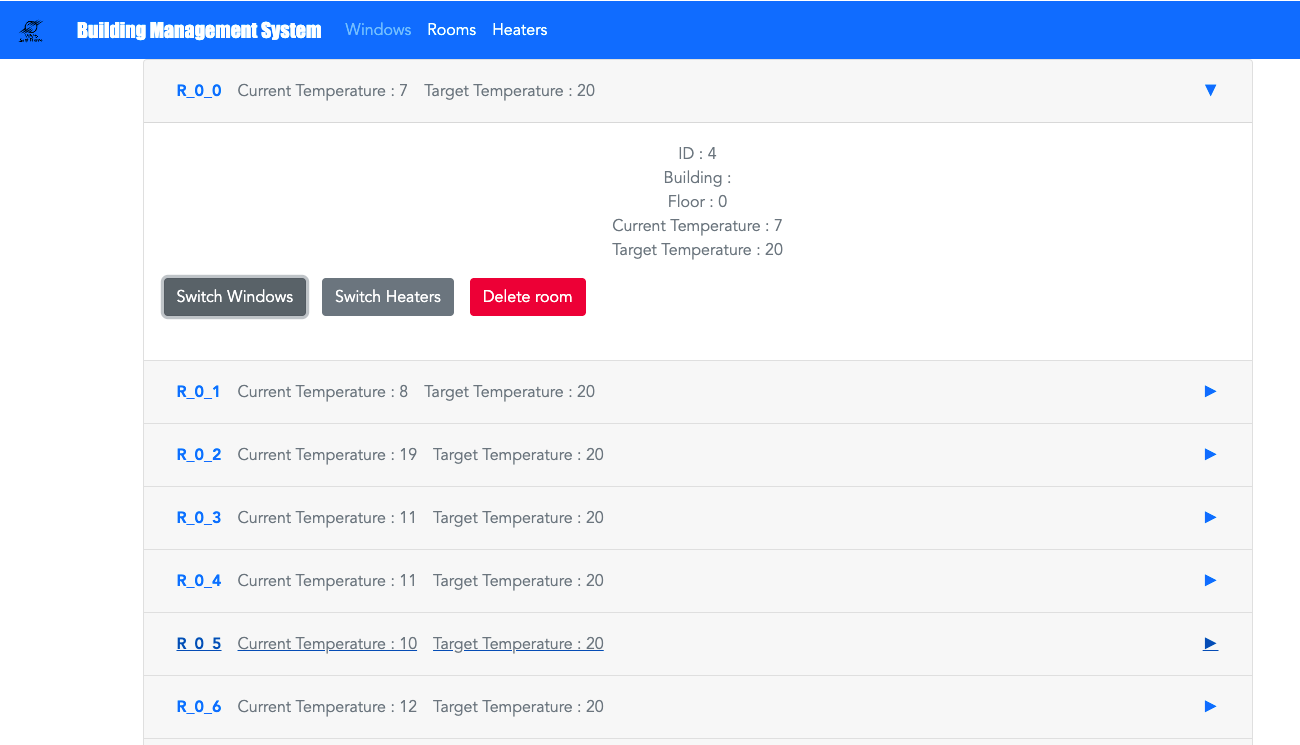 Building Management System Windows Rooms Heaters
R_0_0 Current Temperature : 7 Target Temperature : 20 ▼
ID : 4
Building :
Floor : 0
Current Temperature : 7
Target Temperature : 20
Switch Windows Switch Heaters Delete room
R_0_1 Current Temperature : 8 Target Temperature : 20 ►
R_0_2 Current Temperature : 19 Target Temperature : 20 ►
R_0_3 Current Temperature : 11 Target Temperature : 20 ►
R_0_4 Current Temperature : 11 Target Temperature : 20 ►
R_0_5 Current Temperature : 10 Target Temperature : 20 ►
R_0_6 Current Temperature : 12 Target Temperature : 20 ►